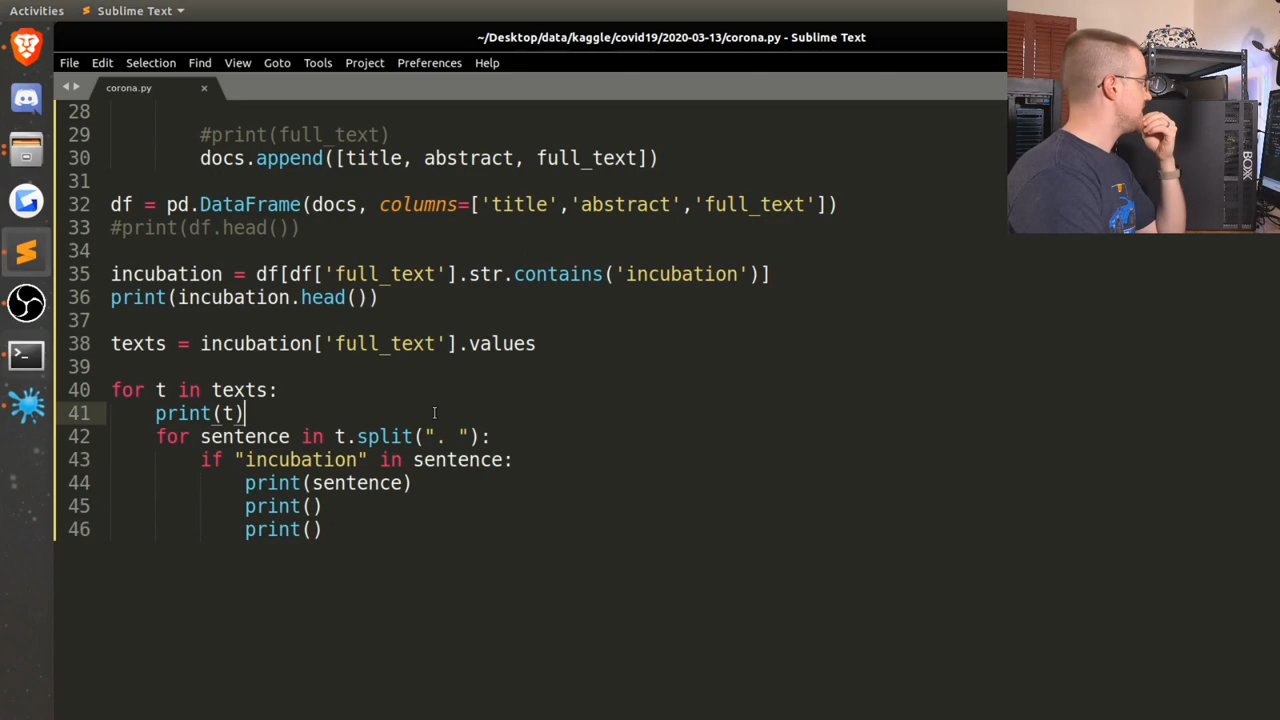 Activities
Sublime Text
~/Desktop/data/kaggle/covid19/2020-03-13/corona.py - Sublime Text
File Edit Selection Find View Goto Tools Project Preferences Help
corona.py
28
29 #print(full_text)
30 docs.append([title, abstract, full_text])
31
32 df = pd.DataFrame(docs, columns=['title','abstract','full_text'])
33 #print(df.head())
34
35 incubation = df[df['full_text'].str.contains('incubation')]
36 print(incubation.head())
37
38 texts = incubation['full_text'].values
39
40 for t in texts:
41 print(t)
42 for sentence in t.split(". "):
43 if "incubation" in sentence:
44 print(sentence)
45 print()
46 print()
BOXX